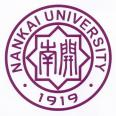 NANKAI UNIVERSITY
南開
· 1919 ·